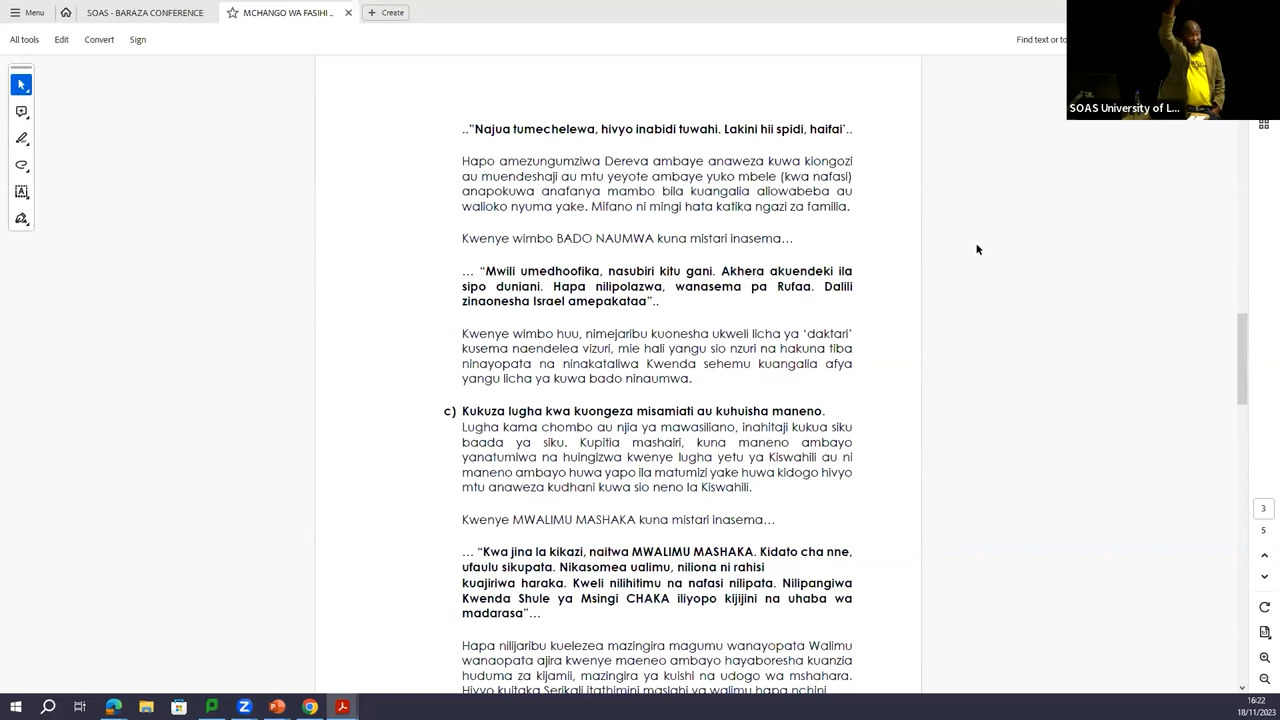 Menu
SOAS - BARAZA CONFERENCE
MCHANGO WA FASIHI ...
Create
All tools
Edit
Convert
Sign
Find text or to
SOAS University of L...
.."Najua tumechelewa, hivyo inabidi tuwahi. Lakini hii spidi, haifai'..
Hapo amezungumziwa Dereva ambaye anaweza kuwa kiongozi
au muendeshaji au mtu yeyote ambaye yuko mbele (kwa nafasi)
anapokuwa anafanya mambo bila kuangalia aliowabeba au
walioko nyuma yake. Mifano ni mingi hata katika ngazi za familia.
Kwenye wimbo BADO NAUMWA kuna mistari inasema…
… “Mwili umedhoofika, nasubiri kitu gani. Akhera akuendeki ila
sipo duniani. Hapa nilipolazwa, wanasema pa Rufaa. Dalili
zinaonesha Israel amepakataa”..
Kwenye wimbo huu, nimejaribu kuonesha ukweli licha ya ‘daktari’
kusema naendelea vizuri, mie hali yangu sio nzuri na hakuna tiba
ninayopata na ninakataliwa Kwenda sehemu kuangalia afya
yangu licha ya kuwa bado ninaumwa.
c) Kukuza lugha kwa kuongeza misamiati au kuhuisha maneno.
Lugha kama chombo au njia ya mawasiliano, inahitaji kukua siku
baada ya siku. Kupitia mashairi, kuna maneno ambayo
yanatumiwa na huingizwa kwenye lugha yetu ya Kiswahili au ni
maneno ambayo huwa yapo ila matumizi yake huwa kidogo hivyo
mtu anaweza kudhani kuwa sio neno la Kiswahili.
Kwenye MWALIMU MASHAKA kuna mistari inasema…
… “Kwa jina la kikazi, naitwa MWALIMU MASHAKA. Kidato cha nne,
ufaulu sikupata. Nikasomea ualimu, niliona ni rahisi
kuajiriwa haraka. Kweli nilihitimu na nafasi nilipata. Nilipangiwa
Kwenda Shule ya Msingi CHAKA iliyopo kijijini na uhaba wa
madarasa”…
Hapa nilijaribu kuelezea mazingira magumu wanayopata Walimu
wanaopata ajira kwenye maeneo ambayo hayaboresha kuanzia
huduma za kijamii, mazingira ya kuishi na udogo wa mshahara.
Hivyo kuitaka Serikali itathimini maslahi ya walimu hapa nchini
3
5
16:22
18/11/2023